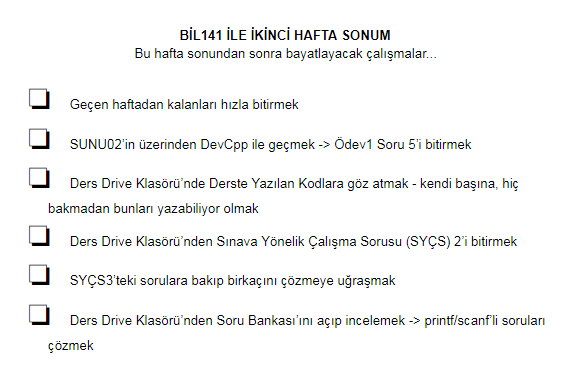 BİL141 İLE İKİNCİ HAFTA SONUM
Bu hafta sonundan sonra bayatlayacak çalışmalar...
Geçen haftadan kalanları hızla bitirmek
SUNU02’in üzerinden DevCpp ile geçmek -> Ödev1 Soru 5’i bitirmek
Ders Drive Klasörü’nde Derste Yazılan Kodlara göz atmak - kendi başına, hiç
bakmadan bunları yazabiliyor olmak
Ders Drive Klasörü’nden Sınava Yönelik Çalışma Sorusu (SYÇS) 2’i bitirmek
SYÇS3’teki sorulara bakıp birkaçını çözmeye uğraşmak
Ders Drive Klasörü’nden Soru Bankası’ını açıp incelemek -> printf/scanf’li soruları
çözmek